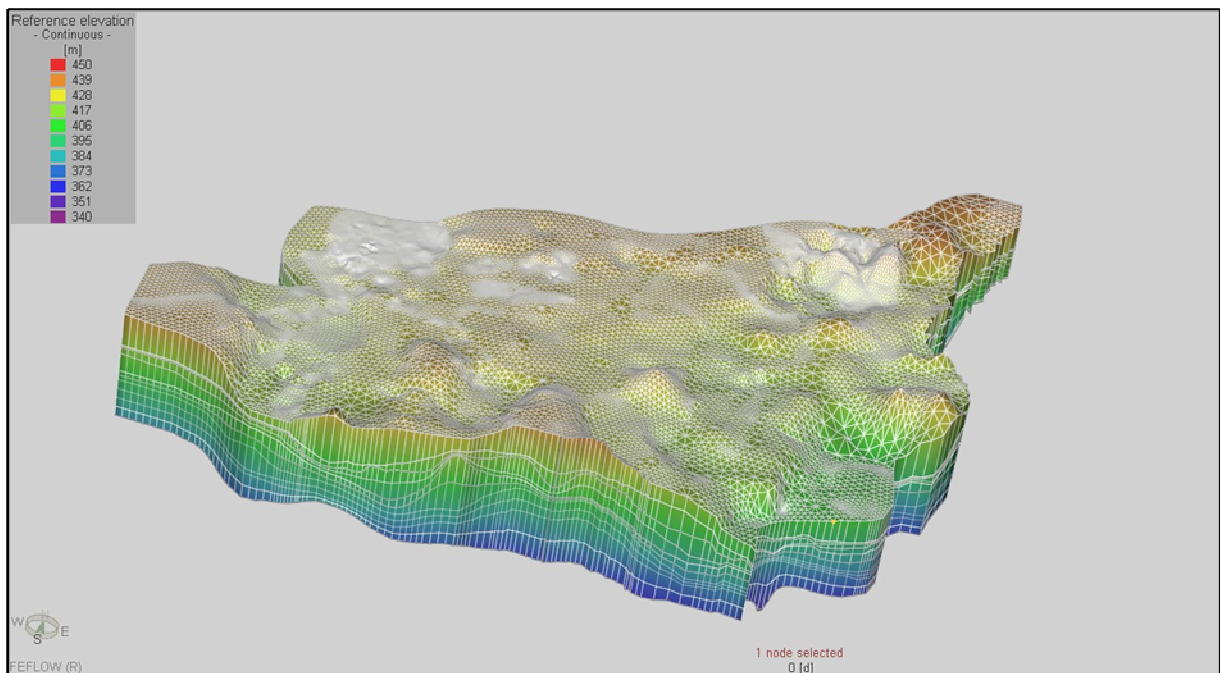 Reference elevation
- Continuous -
[m]
450
439
428
417
406
395
384
373
362
351
340
W
E
S
FEFLOW (R)
1 node selected
0 [d]